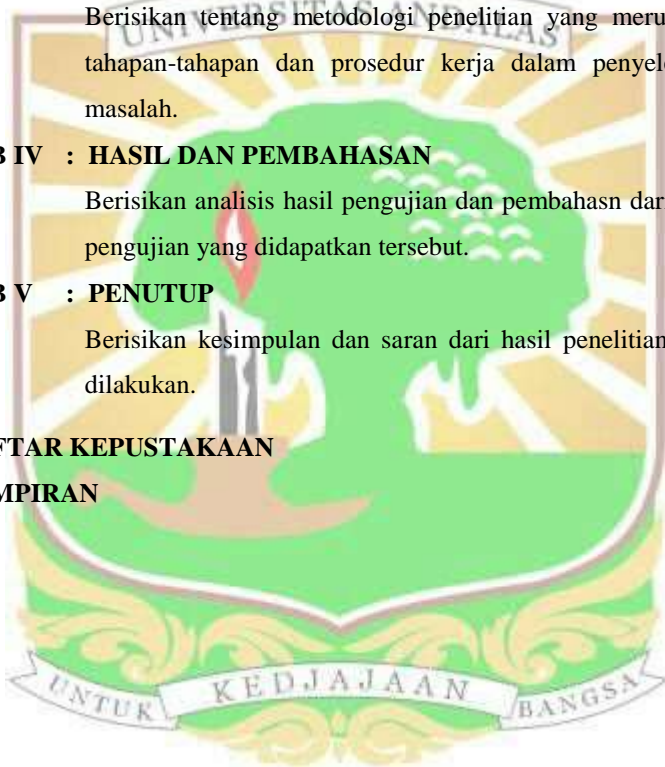 UNIVERSITAS ANDALAS
Berisikan tentang metodologi penelitian yang meru
tahapan-tahapan dan prosedur kerja dalam penyel
masalah.
B IV : HASIL DAN PEMBAHASAN
Berisikan analisis hasil pengujian dan pembahasn dar
pengujian yang didapatkan tersebut.
B V : PENUTUP
Berisikan kesimpulan dan saran dari hasil penelitian
dilakukan.
FTAR KEPUSTAKAAN
MPIRAN
UNTUK KEDJAJAAN BANGSA